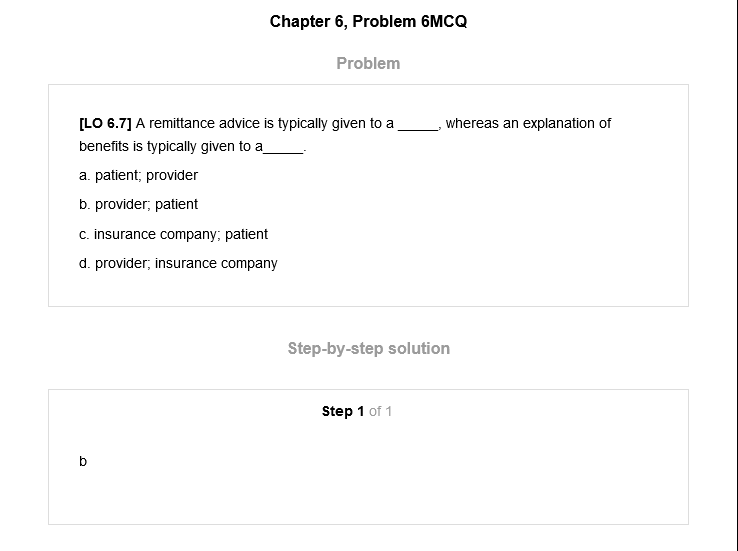 Chapter 6, Problem 6MCQ
Problem
[LO 6.7] A remittance advice is typically given to a _____, whereas an explanation of
benefits is typically given to a_____.
a. patient; provider
b. provider; patient
c. insurance company; patient
d. provider; insurance company
Step-by-step solution
Step 1 of 1
b